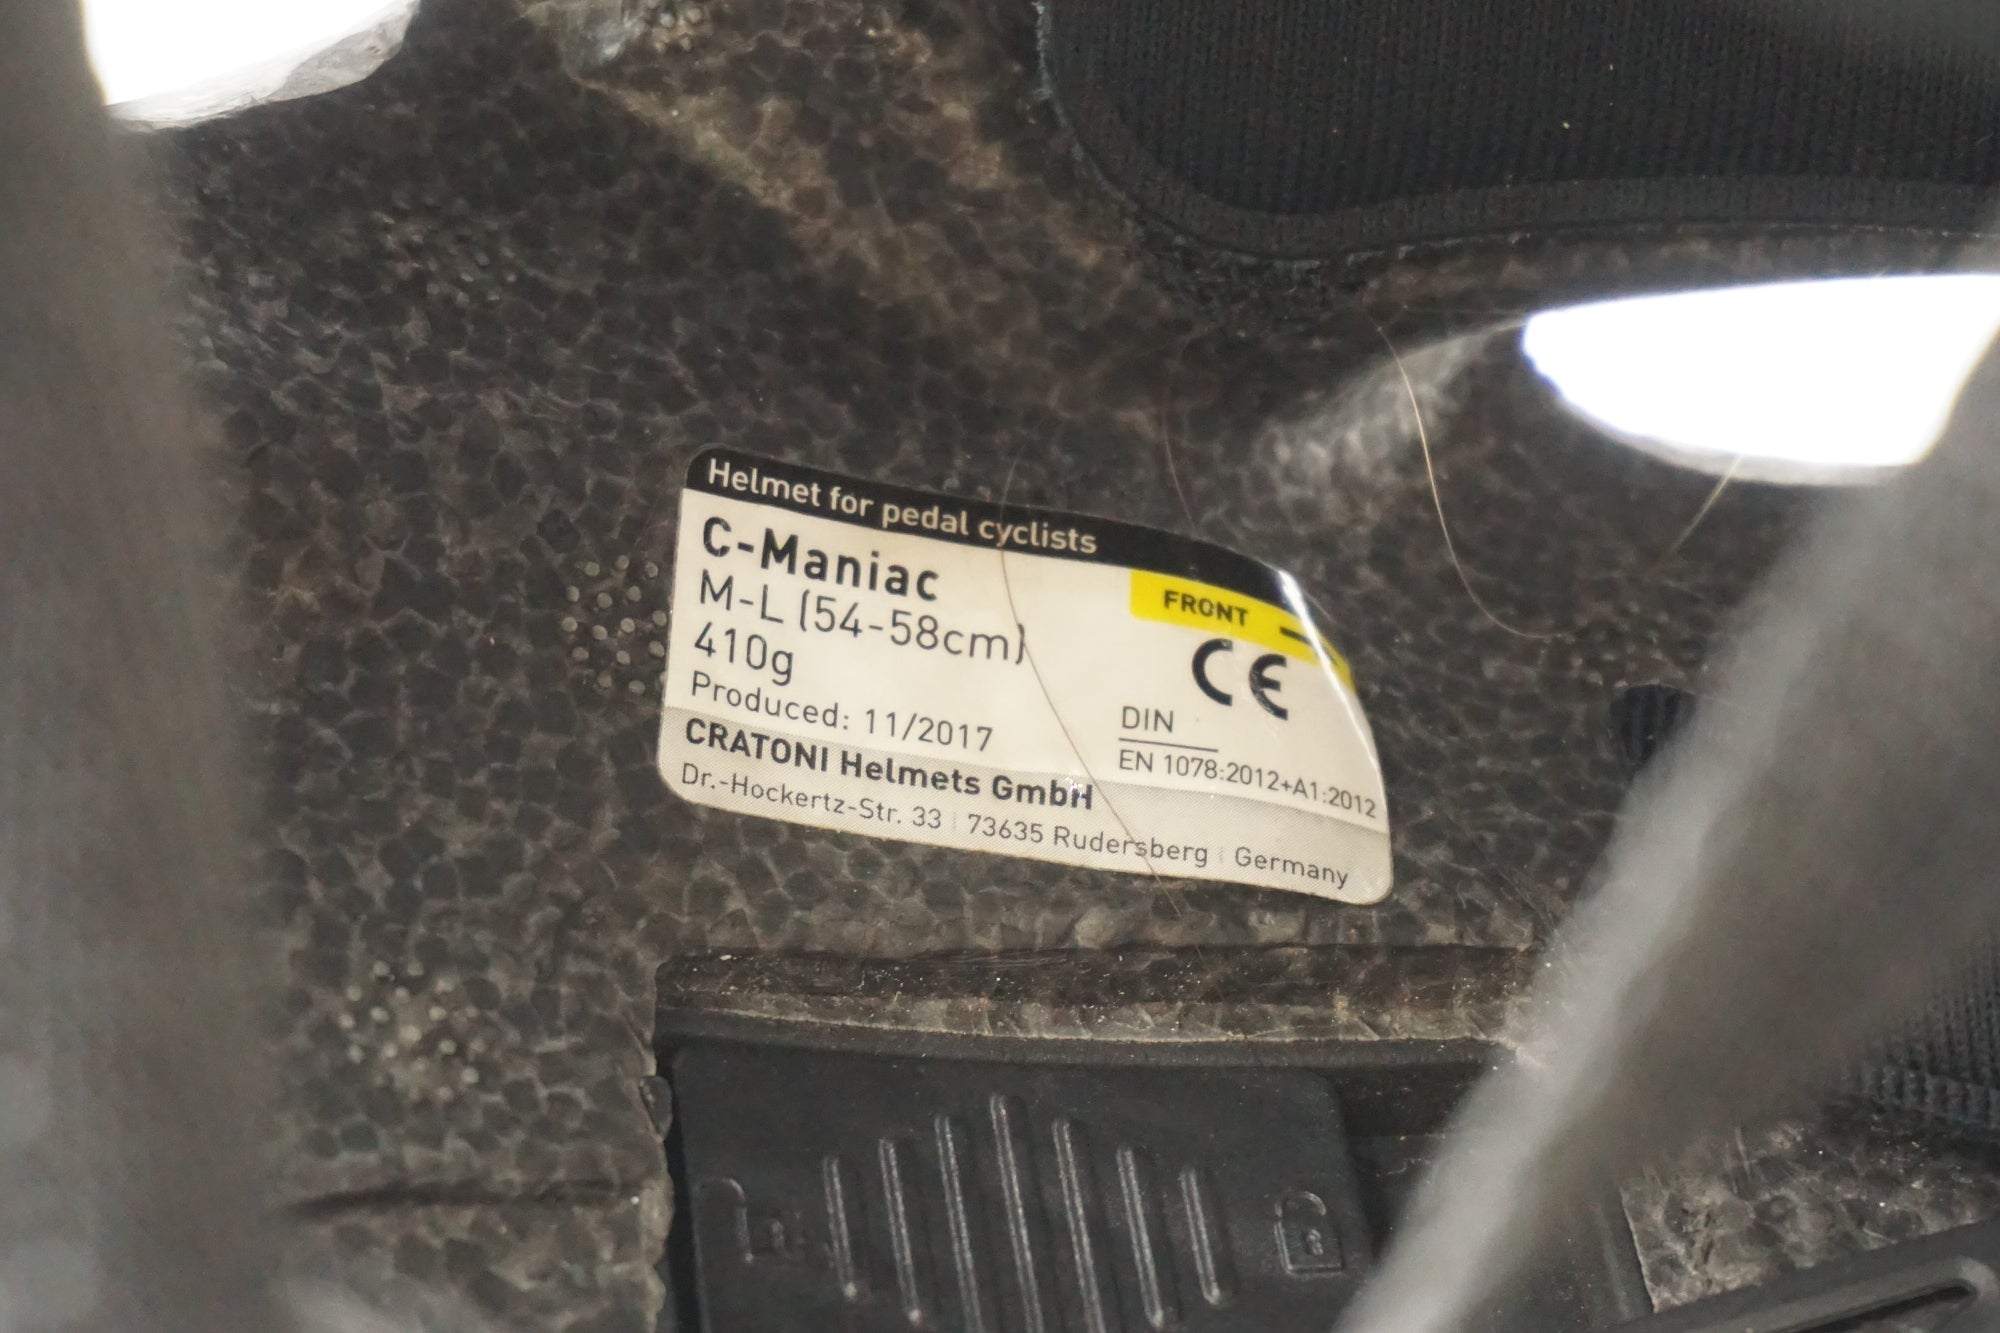 Helmet for pedal cyclists
C-Maniac
M-L (54-58cm)
410g
Produced: 11/2017
FRONT
CE
DIN
EN 1078:2012+A1:2012
CRATONI Helmets GmbH
Dr.-Hockertz-Str. 33 | 73635 Rudersberg | Germany